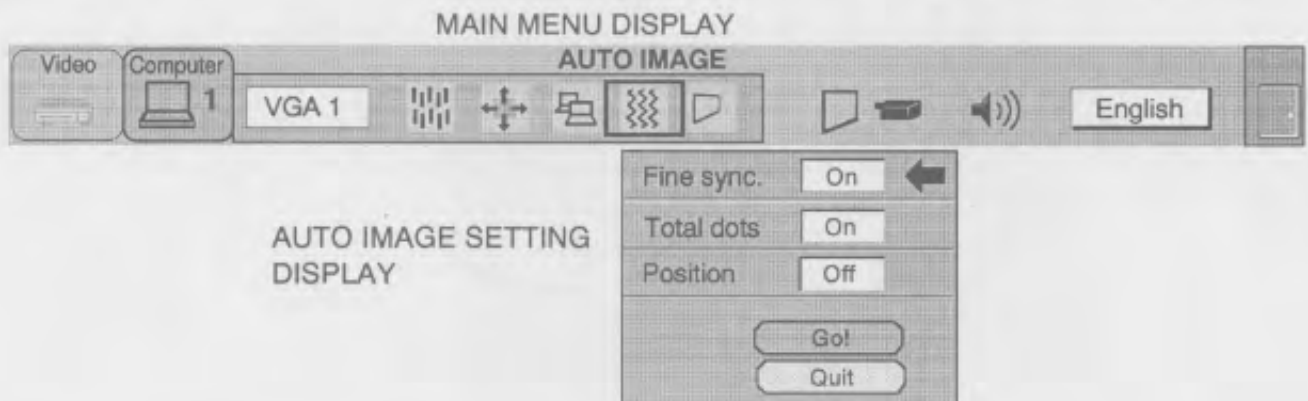 MAIN MENU DISPLAY
AUTO IMAGE
Video
Computer
1
VGA 1
English
Fine sync. On
Total dots On
Position Off
AUTO IMAGE SETTING
DISPLAY
Go!
Quit